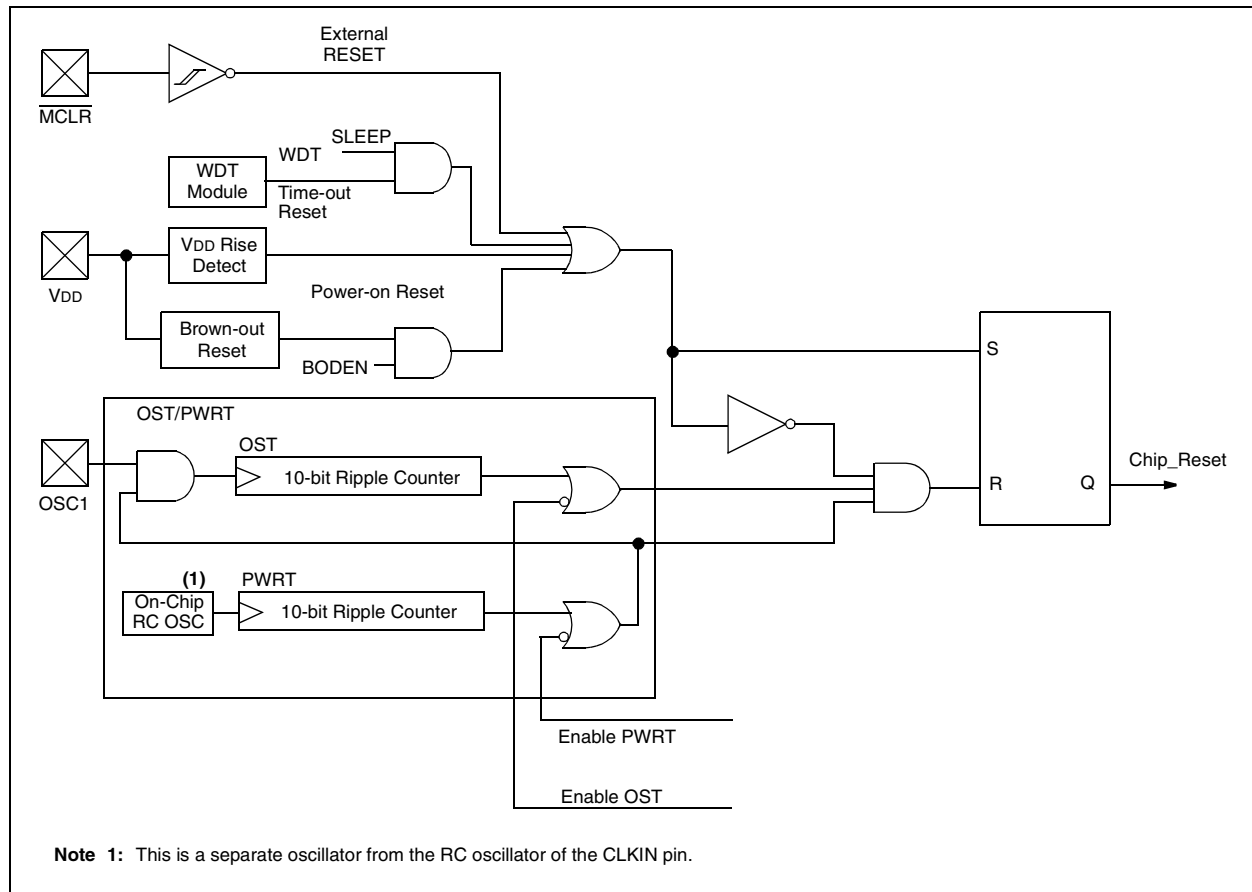 External
RESET
MCLR
SLEEP
WDT
WDT
Module
Time-out
Reset
VDD Rise
Detect
VDD
Power-on Reset
Brown-out
Reset
BODEN
S
OST/PWRT
OST
10-bit Ripple Counter
OSC1
Chip_Reset
R
Q
(1)
PWRT
On-Chip
RC OSC
10-bit Ripple Counter
Enable PWRT
Enable OST
Note 1: This is a separate oscillator from the RC oscillator of the CLKIN pin.